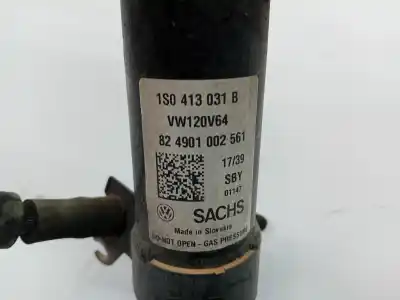 1S0 413 031 B
VW120V64
82 4901 002 561
17/39
SBY
01147
SACHS
Made in Slovakia
DO NOT OPEN - GAS PRESSURE